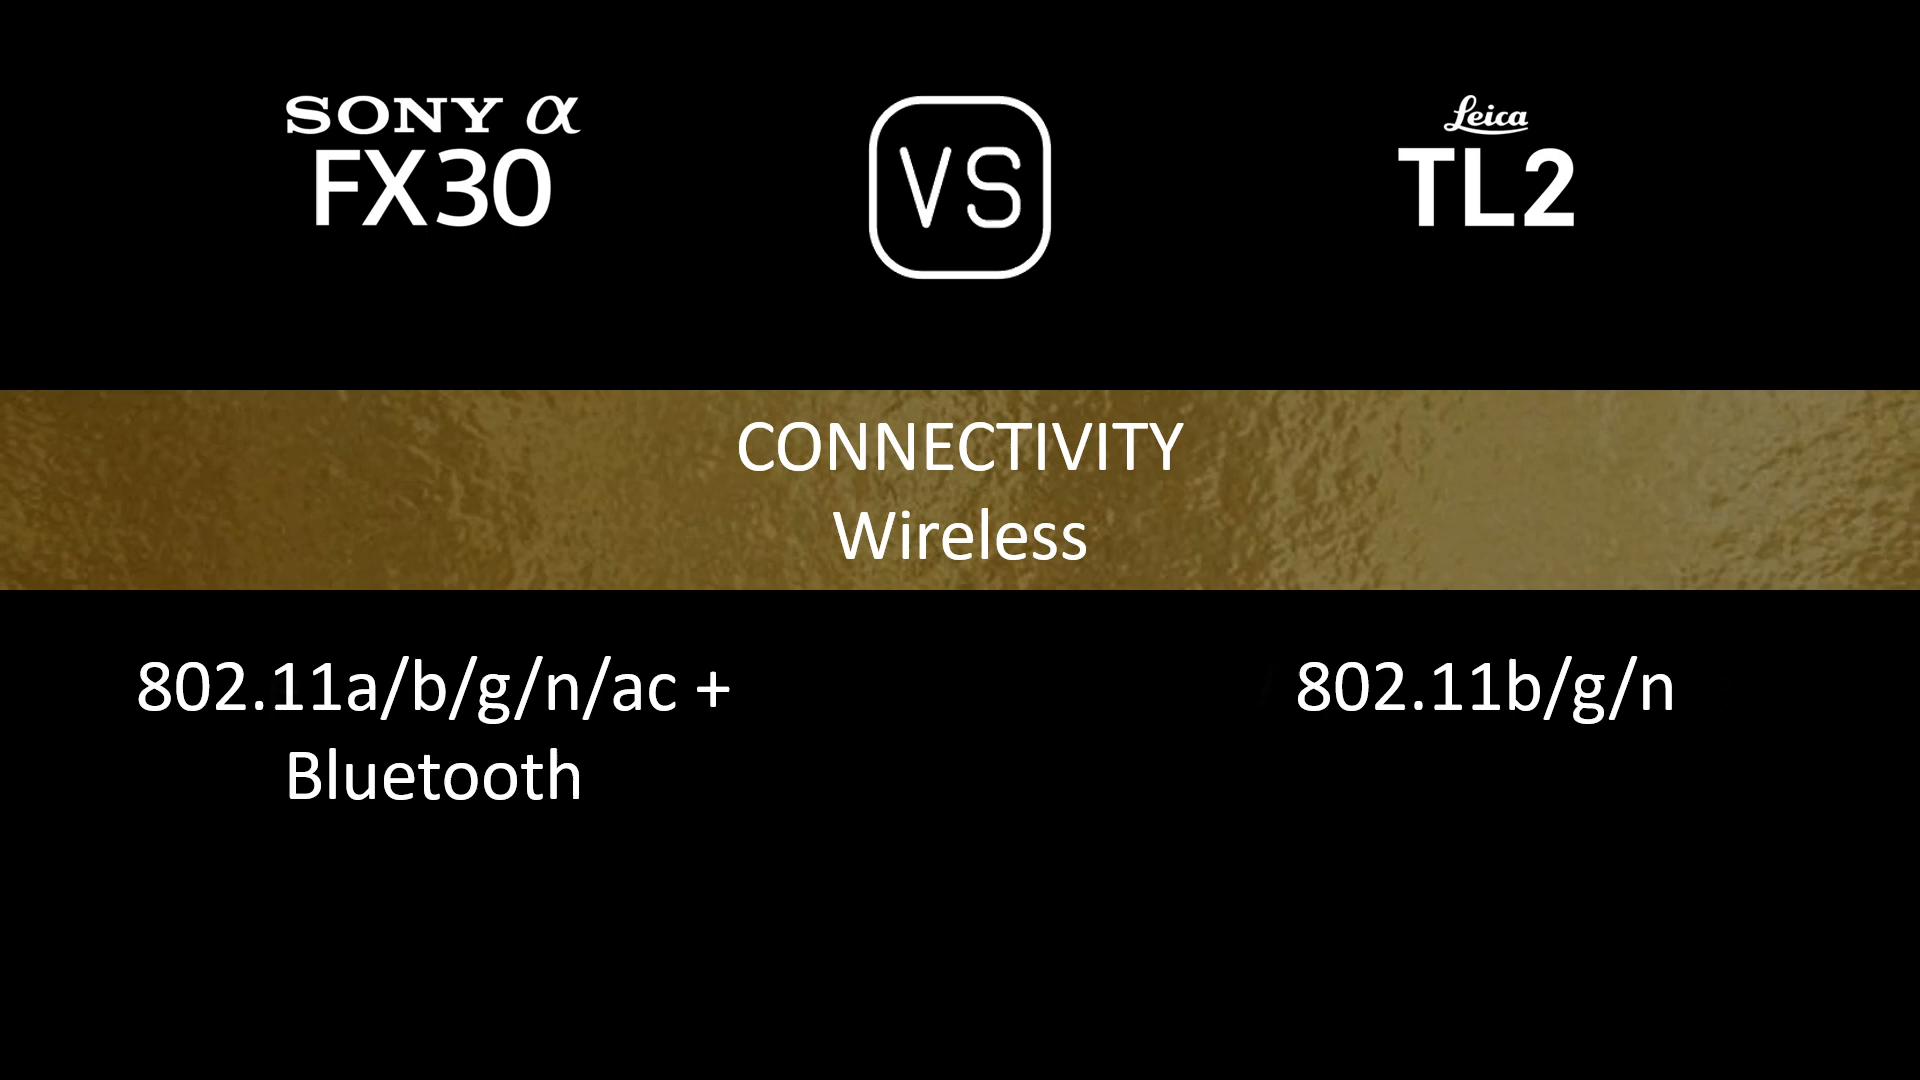 SONY α
FX30
VS
Leica
TL2
CONNECTIVITY
Wireless
802.11a/b/g/n/ac +
Bluetooth
802.11b/g/n